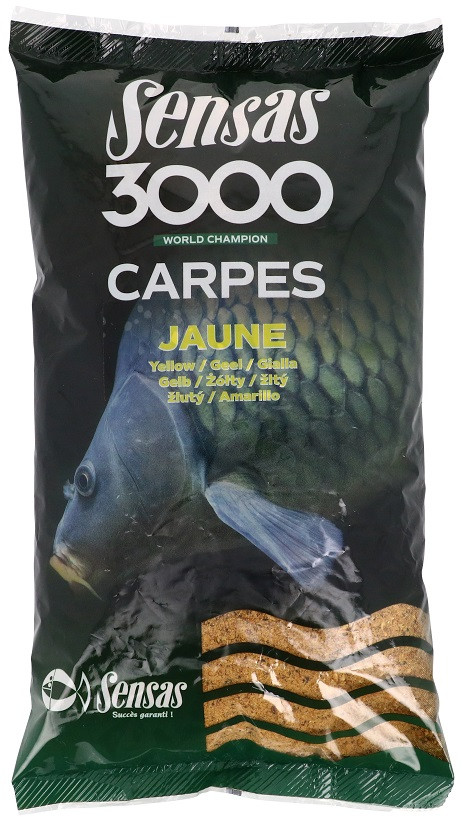 Sensas
3000
WORLD CHAMPION
CARPES
JAUNE
Yellow / Geel / Gialla
Gelb / Żółty / žltý
žlutý / Amarillo
Sensas
Succès garanti !